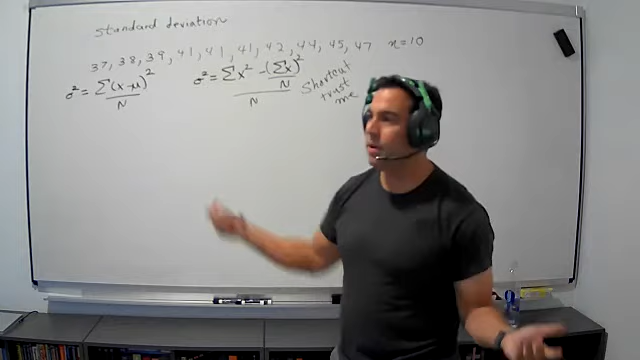 standard deviation
37, 38, 39, 41, 41, 41, 42, 44, 45, 47 n=10
σ² = Σ(x-μ)² / N
σ² = Σx² - (Σx)² / N / N
Shortcut
trust
me